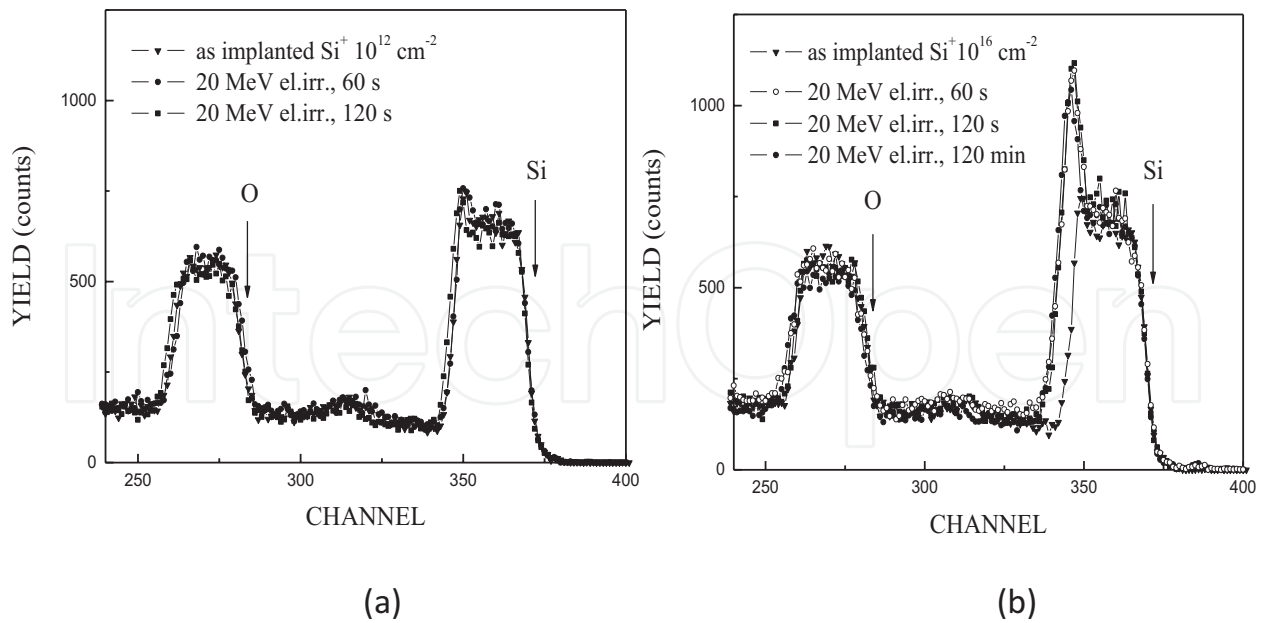 as implanted Si⁺ 10¹² cm⁻²
20 MeV el.irr., 60 s
20 MeV el.irr., 120 s
1000
500
0
YIELD (counts)
O
Si
250
300
350
400
CHANNEL
(a)
as implanted Si⁺10¹⁶ cm⁻²
20 MeV el.irr., 60 s
20 MeV el.irr., 120 s
20 MeV el.irr., 120 min
1000
500
0
YIELD (counts)
O
Si
250
300
350
400
CHANNEL
(b)
IntechOpen